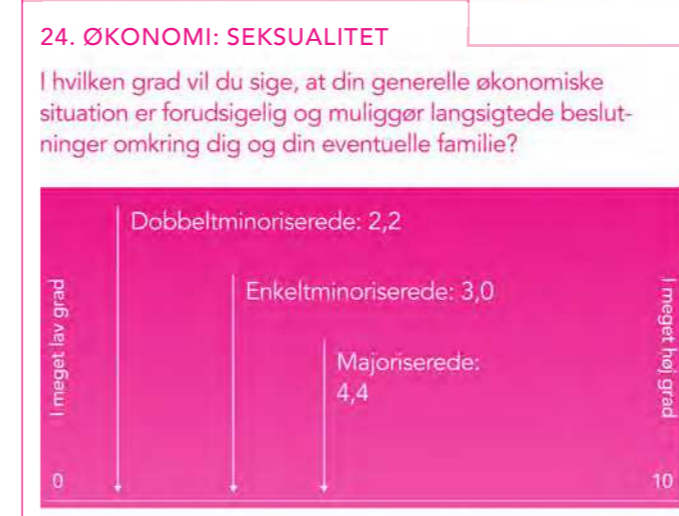 24. ØKONOMI: SEKSUALITET
I hvilken grad vil du sige, at din generelle økonomiske
situation er forudsigelig og muliggør langsigtede beslut-
ninger omkring dig og din eventuelle familie?
Dobbeltminoriserede: 2,2
Enkeltminoriserede: 3,0
Majoriserede:
4,4
I meget lav grad
I meget høj grad
0
10